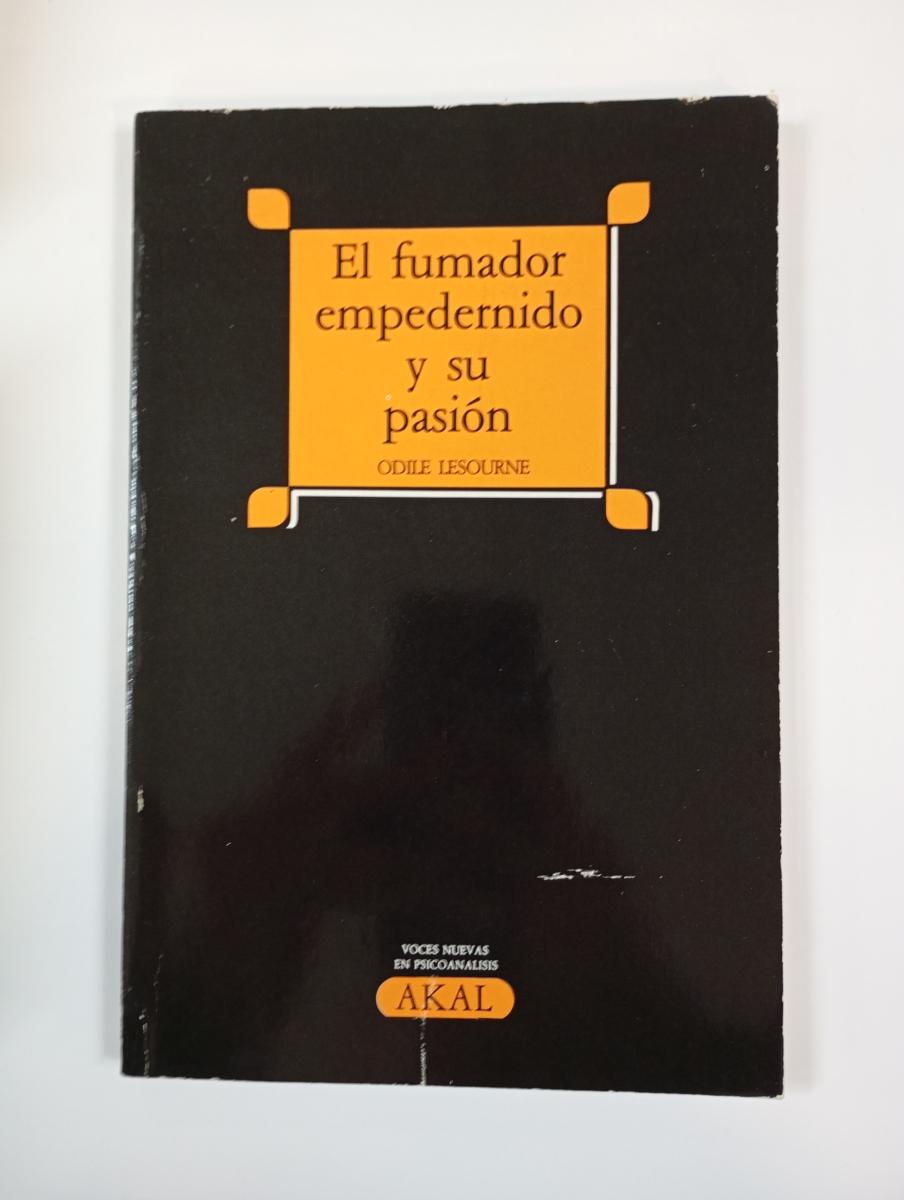 El fumador
empedernido
y su
pasión
ODILE LESOURNE
VOCES NUEVAS
EN PSICOANALISIS
AKAL